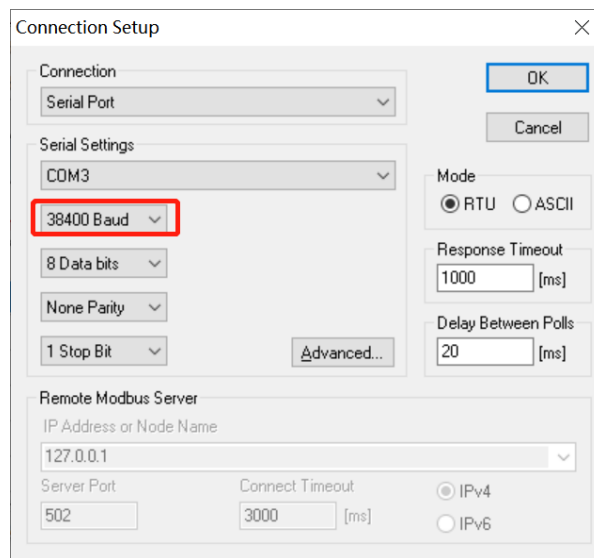 Connection Setup
Connection
Serial Port
OK
Cancel
Serial Settings
COM3
38400 Baud
8 Data bits
None Parity
1 Stop Bit
Advanced...
Mode
RTU ASCII
Response Timeout
1000 [ms]
Delay Between Polls
20 [ms]
Remote Modbus Server
IP Address or Node Name
127.0.0.1
Server Port Connect Timeout
502 3000 [ms]
IPv4
IPv6